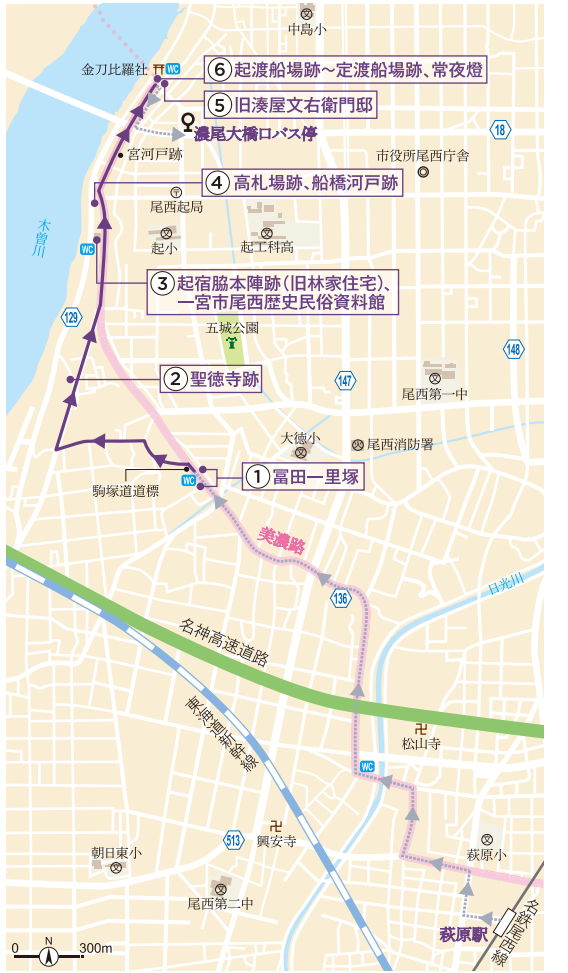 中島小
金刀比羅社
WC
⑥ 起渡船場跡～定渡船場跡、常夜燈
⑤ 旧湊屋文右衛門邸
濃尾大橋口バス停
18
宮河戸跡
市役所尾西庁舎
④ 高札場跡、船橋河戸跡
尾西起局
木曽川
起小
起工科高
WC
③ 起宿脇本陣跡（旧林家住宅）、
一宮市尾西歴史民俗資料館
129
五城公園
148
② 聖徳寺跡
147
尾西第一中
大徳小
尾西消防署
① 冨田一里塚
WC
駒塚道道標
美濃路
日光川
136
名神高速道路
東海道新幹線
松山寺
WC
興安寺
513
萩原小
朝日東小
尾西第二中
萩原駅
名鉄尾西線
0 N 300m